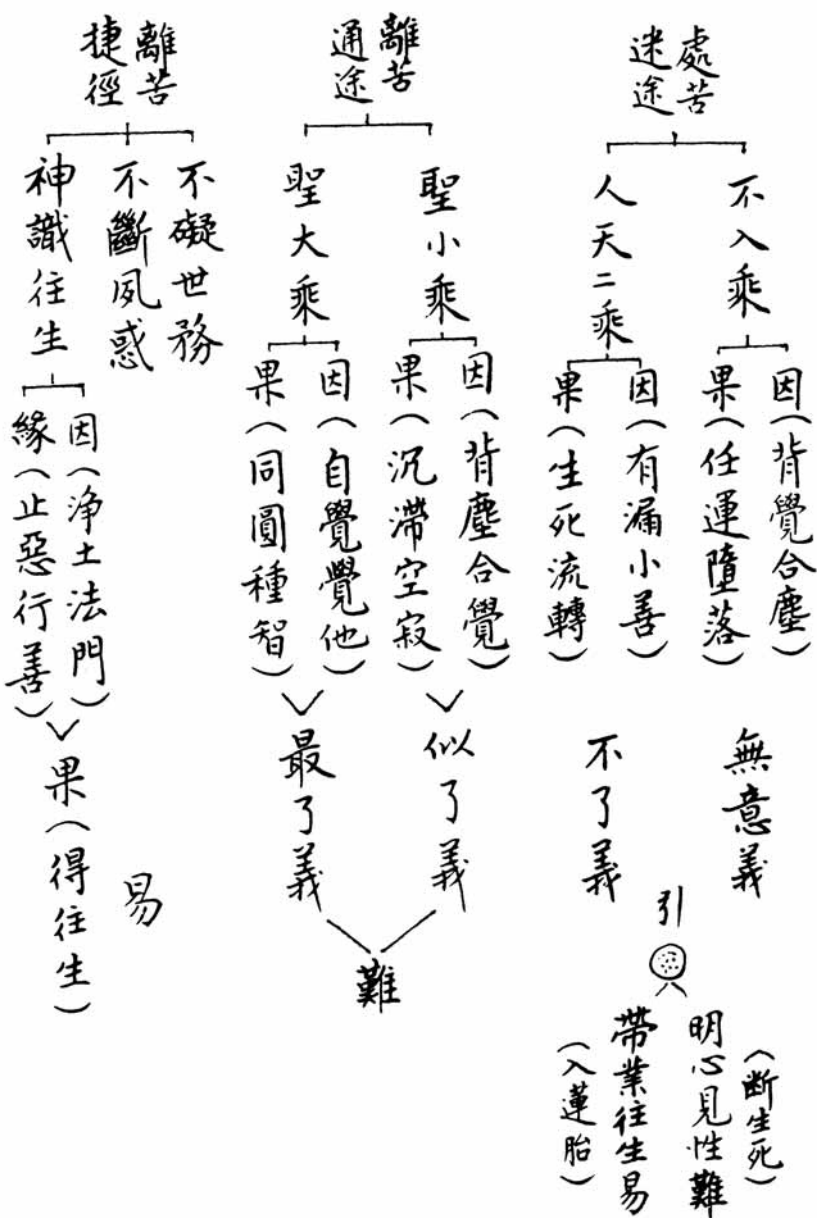 處苦
迷途
不入乘
因(背覺合塵)
果(任運墮落)
無意義
人天二乘
因(有漏小善)
果(生死流轉)
不了義
引
(斷生死)
明心見性難
帶業往生易
(入蓮胎)
離苦
通途
聖小乘
因(背塵合覺)
果(沉滯空寂)
似了義
聖大乘
因(自覺覺他)
果(同圓種智)
最了義
難
離苦
捷徑
不礙世務
不斷夙惑
神識往生
因(淨土法門)
緣(止惡行善)
果(得往生)
易